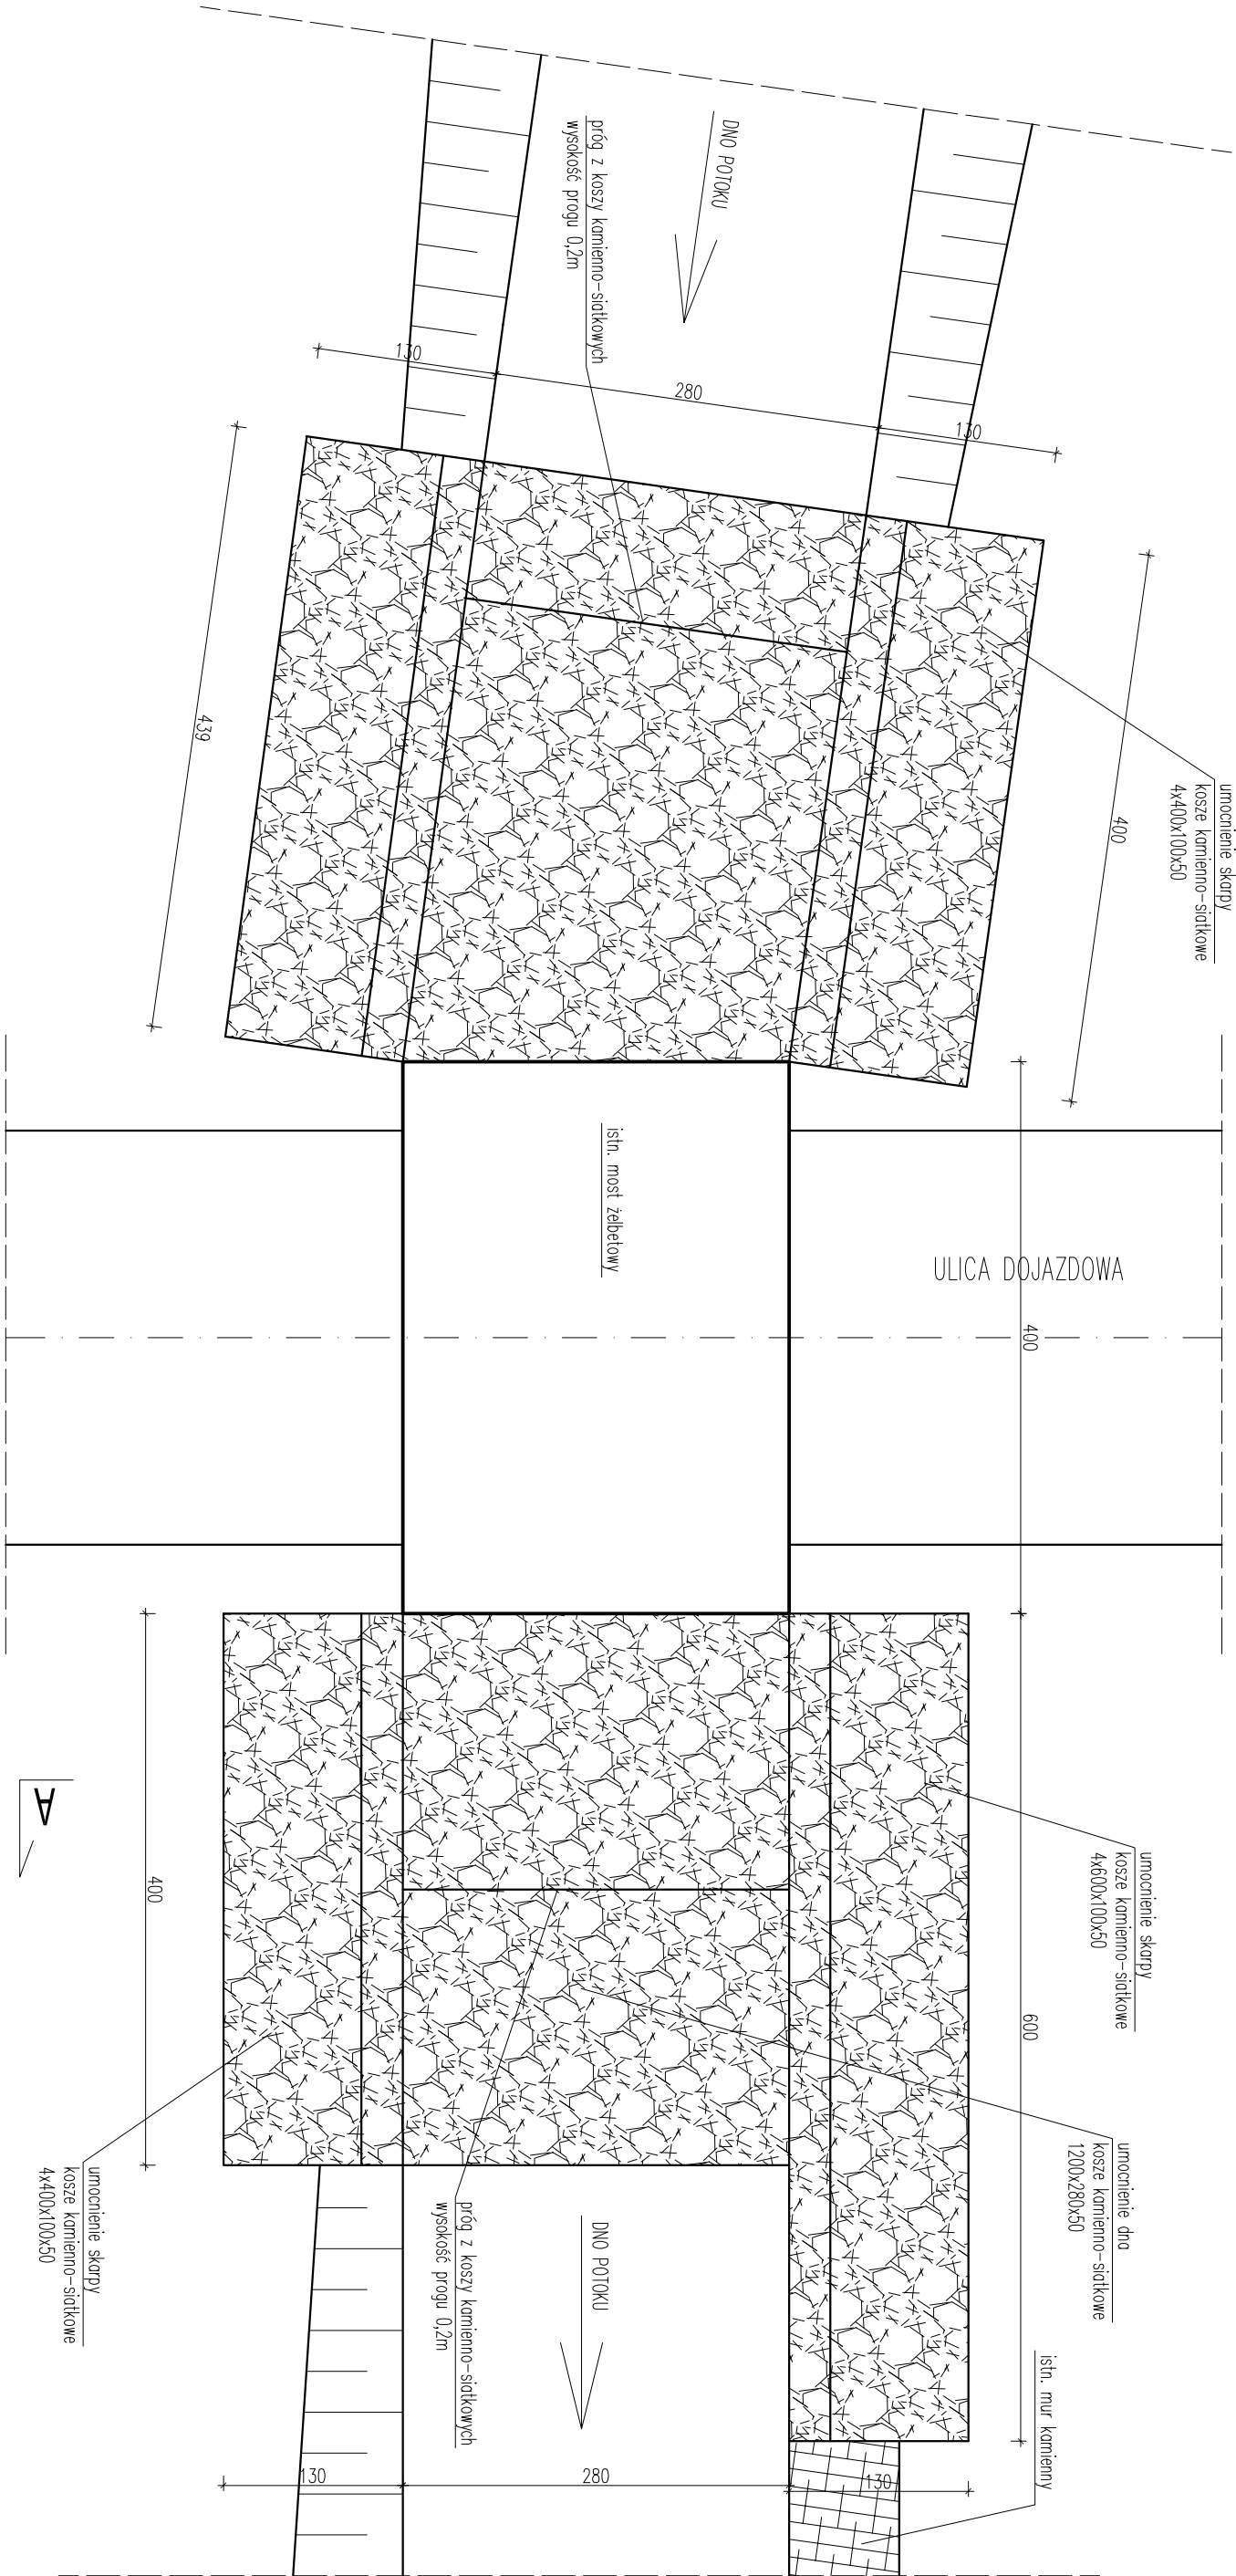 DNO POTOKU
próg z koszy kamienno-siatkowych
wysokość progu 0,2m
130
280
130
439
400
umocnienie skarpy
kosze kamienno-siatkowe
4x400x100x50
istn. most żelbetowy
ULICA DOJAZDOWA
400
A
400
umocnienie skarpy
kosze kamienno-siatkowe
4x600x100x50
600
umocnienie dna
kosze kamienno-siatkowe
1200x280x50
umocnienie skarpy
kosze kamienno-siatkowe
4x400x100x50
próg z koszy kamienno-siatkowych
wysokość progu 0,2m
DNO POTOKU
istn. mur kamienny
130
280
130